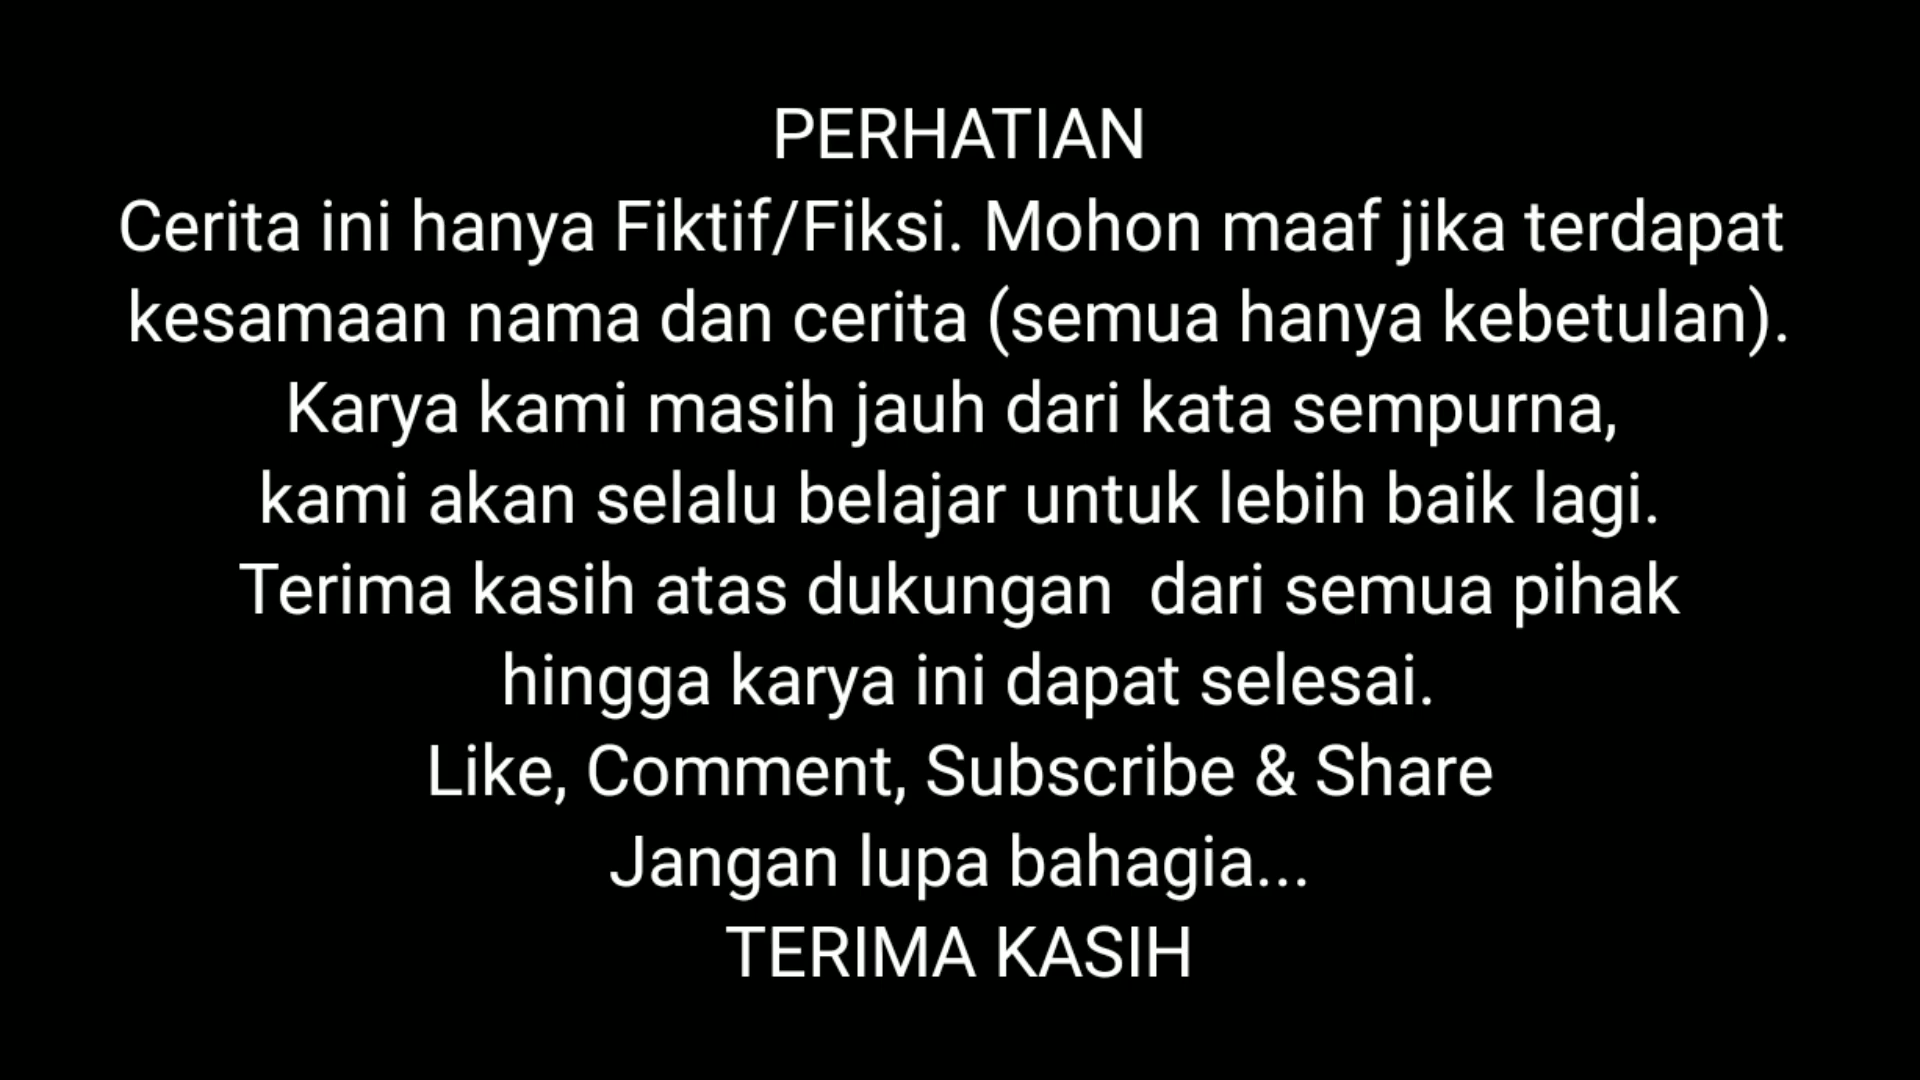 PERHATIAN
Cerita ini hanya Fiktif/Fiksi. Mohon maaf jika terdapat
kesamaan nama dan cerita (semua hanya kebetulan).
Karya kami masih jauh dari kata sempurna,
kami akan selalu belajar untuk lebih baik lagi.
Terima kasih atas dukungan  dari semua pihak
hingga karya ini dapat selesai.
Like, Comment, Subscribe & Share
Jangan lupa bahagia...
TERIMA KASIH